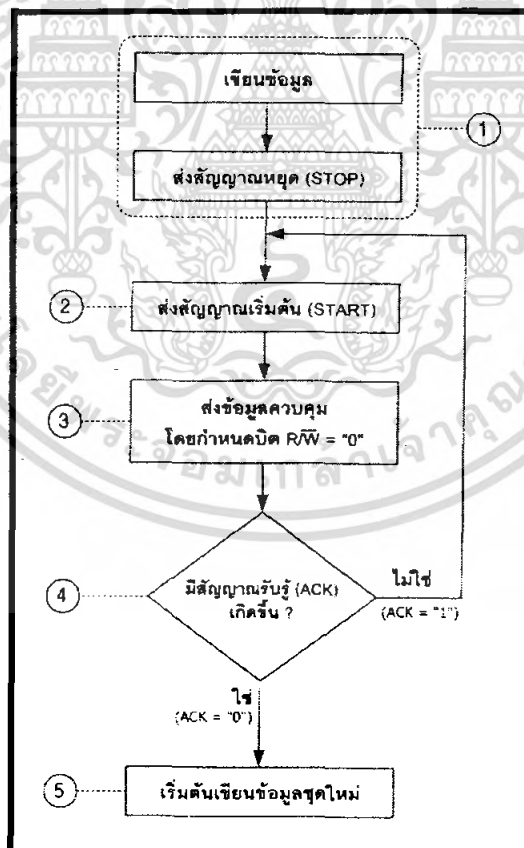 เขียนข้อมูล
1
ส่งสัญญาณหยุด (STOP)
2
ส่งสัญญาณเริ่มต้น (START)
3
ส่งข้อมูลควบคุม
โดยกำหนดบิต R/W̅ = "0"
4
มีสัญญาณรับรู้ (ACK)
เกิดขึ้น ?
ไม่ใช่
(ACK = "1")
ใช่
(ACK = "0")
5
เริ่มต้นเขียนข้อมูลชุดใหม่